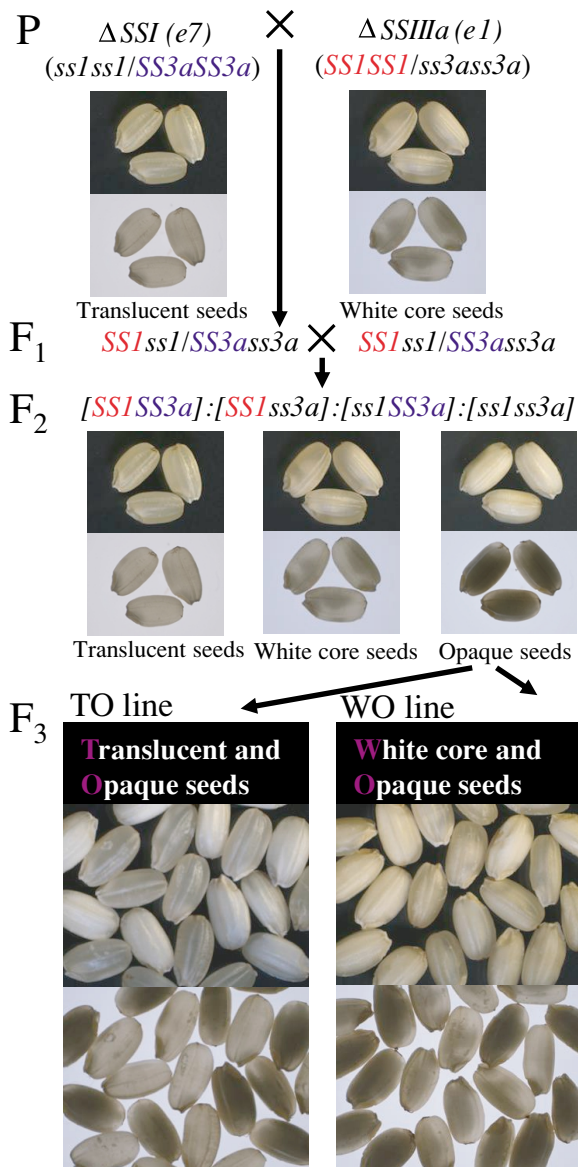 P
ΔSSI (e7) × ΔSSIIIa (e1)
(ss1ss1/SS3aSS3a) (SS1SS1/ss3ass3a)
Translucent seeds White core seeds
F1 SS1ss1/SS3ass3a × SS1ss1/SS3ass3a
F2 [SS1SS3a]:[SS1ss3a]:[ss1SS3a]:[ss1ss3a]
Translucent seeds White core seeds Opaque seeds
F3 TO line WO line
Translucent and
Opaque seeds
White core and
Opaque seeds